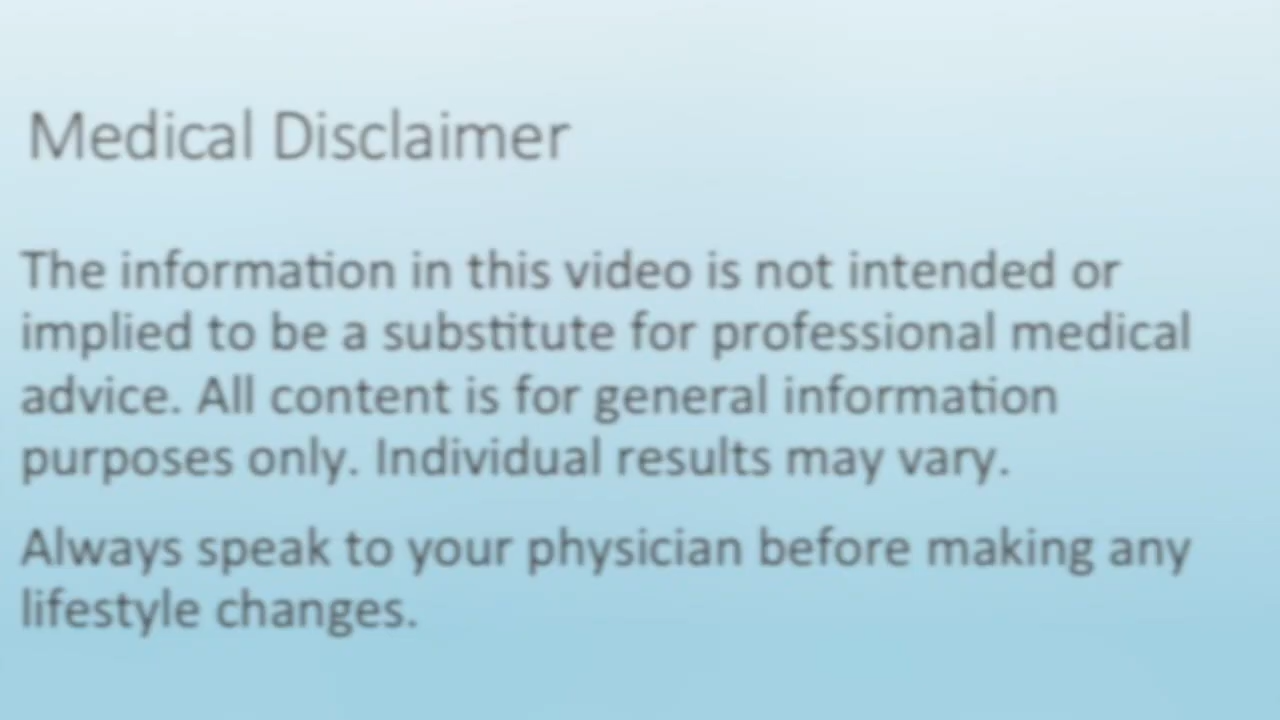 Medical Disclaimer
The information in this video is not intended or
implied to be a substitute for professional medical
advice. All content is for general information
purposes only. Individual results may vary.
Always speak to your physician before making any
lifestyle changes.